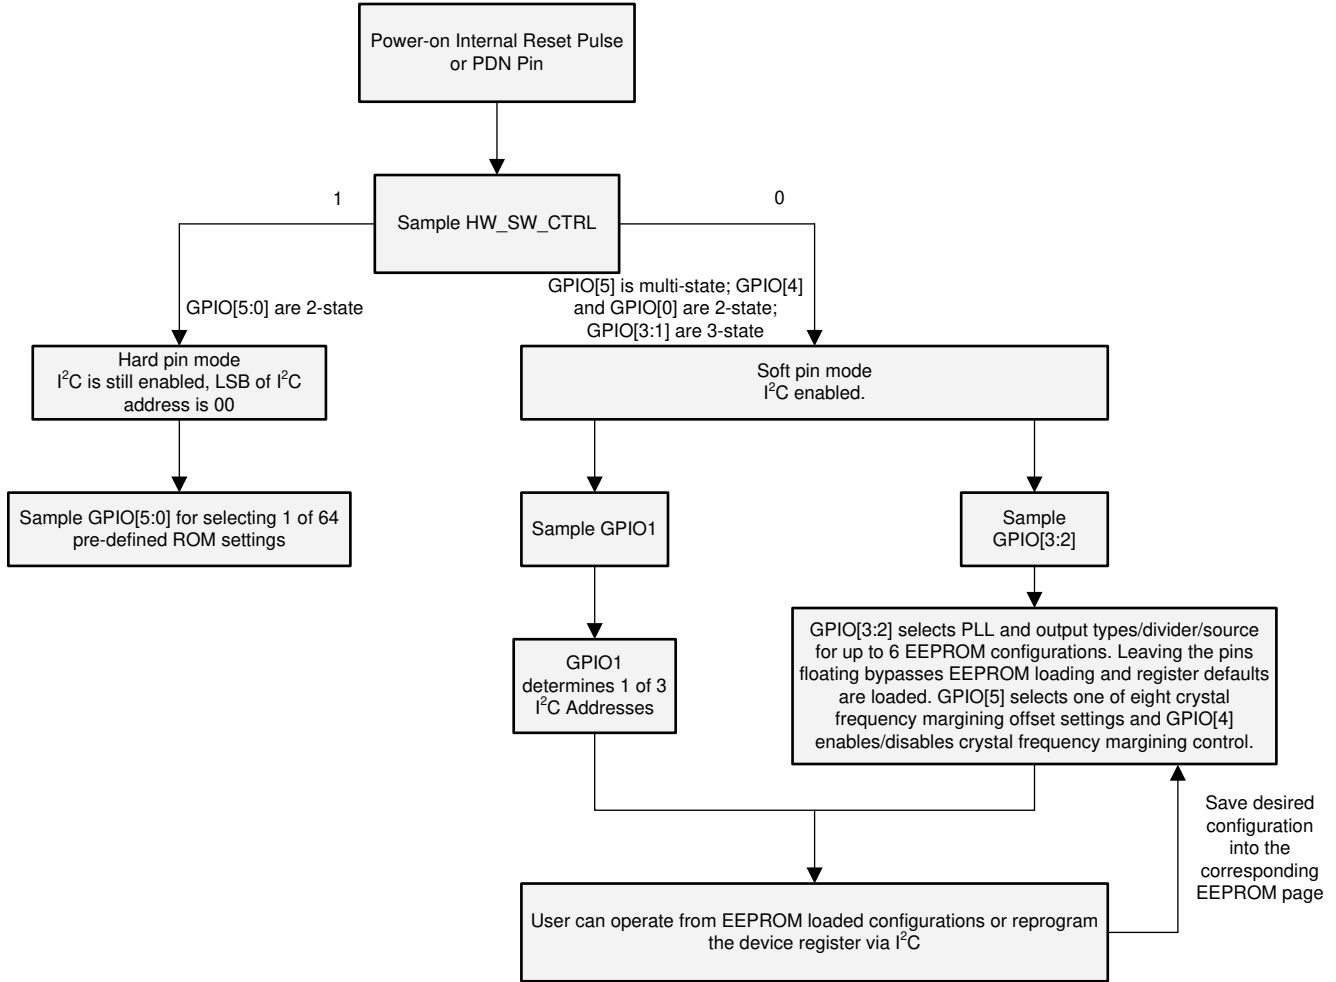 Power-on Internal Reset Pulse
or PDN Pin
1
Sample HW_SW_CTRL
0
GPIO[5:0] are 2-state
GPIO[5] is multi-state; GPIO[4]
and GPIO[0] are 2-state;
GPIO[3:1] are 3-state
Hard pin mode
I²C is still enabled, LSB of I²C
address is 00
Soft pin mode
I²C enabled.
Sample GPIO[5:0] for selecting 1 of 64
pre-defined ROM settings
Sample GPIO1
Sample
GPIO[3:2]
GPIO1
determines 1 of 3
I²C Addresses
GPIO[3:2] selects PLL and output types/divider/source
for up to 6 EEPROM configurations. Leaving the pins
floating bypasses EEPROM loading and register defaults
are loaded. GPIO[5] selects one of eight crystal
frequency margining offset settings and GPIO[4]
enables/disables crystal frequency margining control.
Save desired
configuration
into the
corresponding
EEPROM page
User can operate from EEPROM loaded configurations or reprogram
the device register via I²C